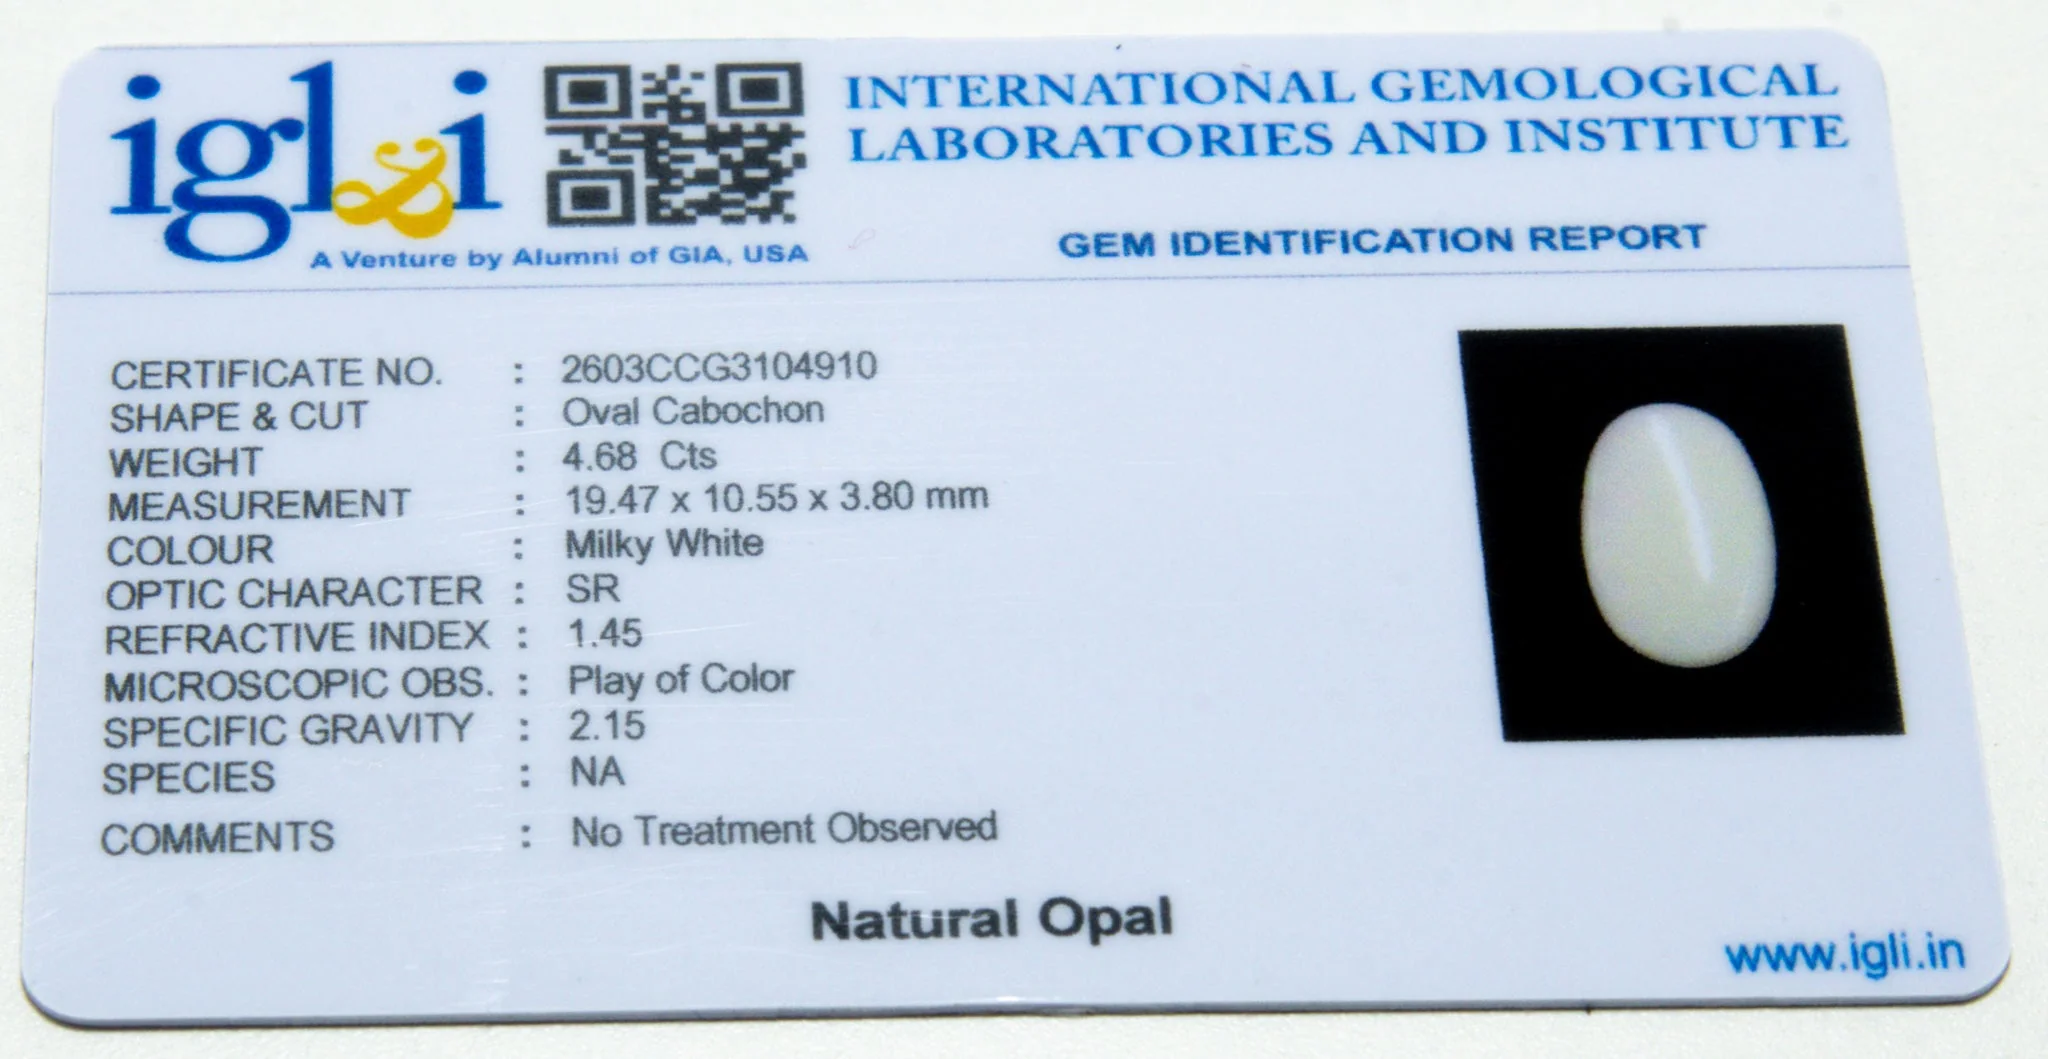 igl&i
INTERNATIONAL GEMOLOGICAL
LABORATORIES AND INSTITUTE
A Venture by Alumni of GIA, USA
GEM IDENTIFICATION REPORT
CERTIFICATE NO. : 2603CCG3104910
SHAPE & CUT : Oval Cabochon
WEIGHT : 4.68 Cts
MEASUREMENT : 19.47 x 10.55 x 3.80 mm
COLOUR : Milky White
OPTIC CHARACTER : SR
REFRACTIVE INDEX : 1.45
MICROSCOPIC OBS. : Play of Color
SPECIFIC GRAVITY : 2.15
SPECIES : NA
COMMENTS : No Treatment Observed
Natural Opal
www.igli.in